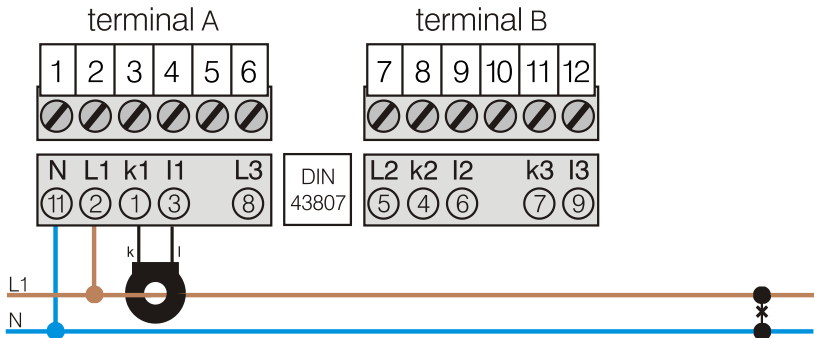 terminal A
terminal B
1 2 3 4 5 6
7 8 9 10 11 12
N L1 k1 l1 L3
11 2 1 3 8
DIN
43807
L2 k2 l2 k3 l3
5 4 6 7 9
k l
L1
N